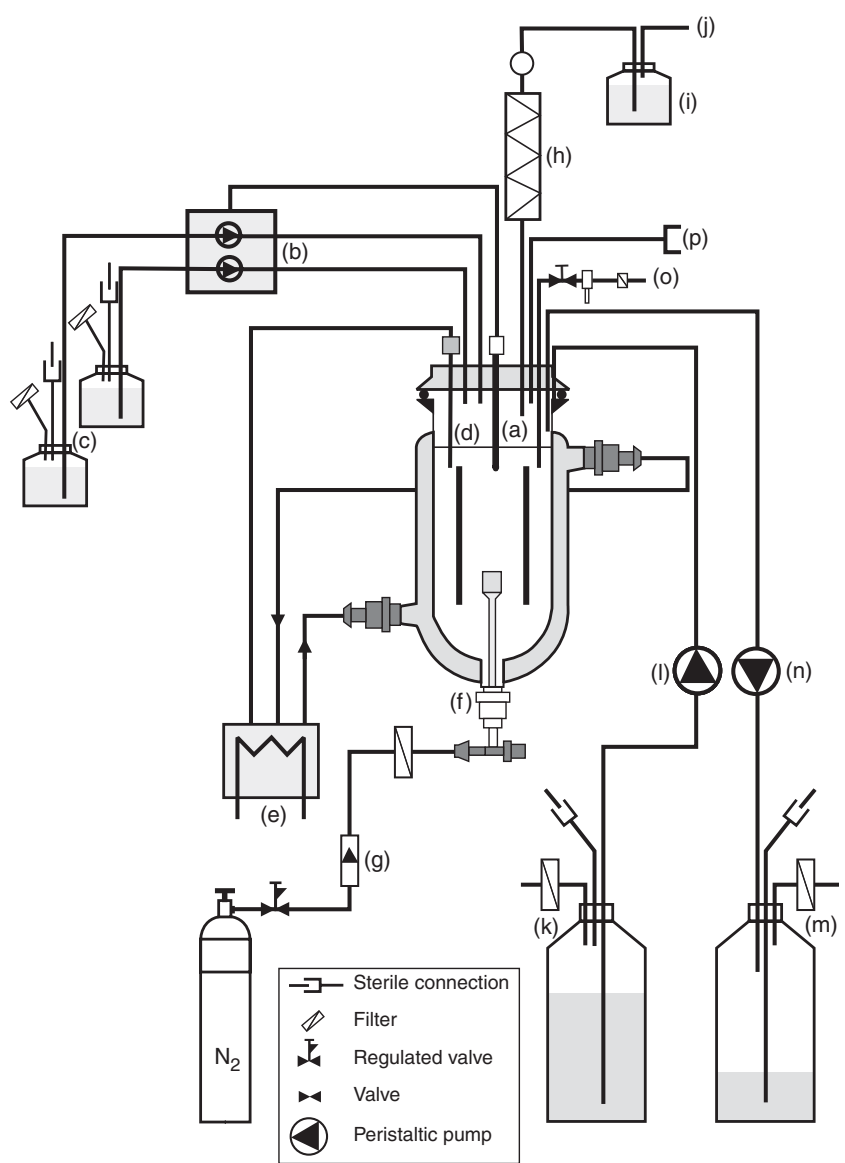 (j)
(i)
(h)
(b)
(p)
(o)
(c)
(d)
(a)
(l)
(n)
(f)
(e)
(g)
(k)
(m)
N2
Sterile connection
Filter
Regulated valve
Valve
Peristaltic pump